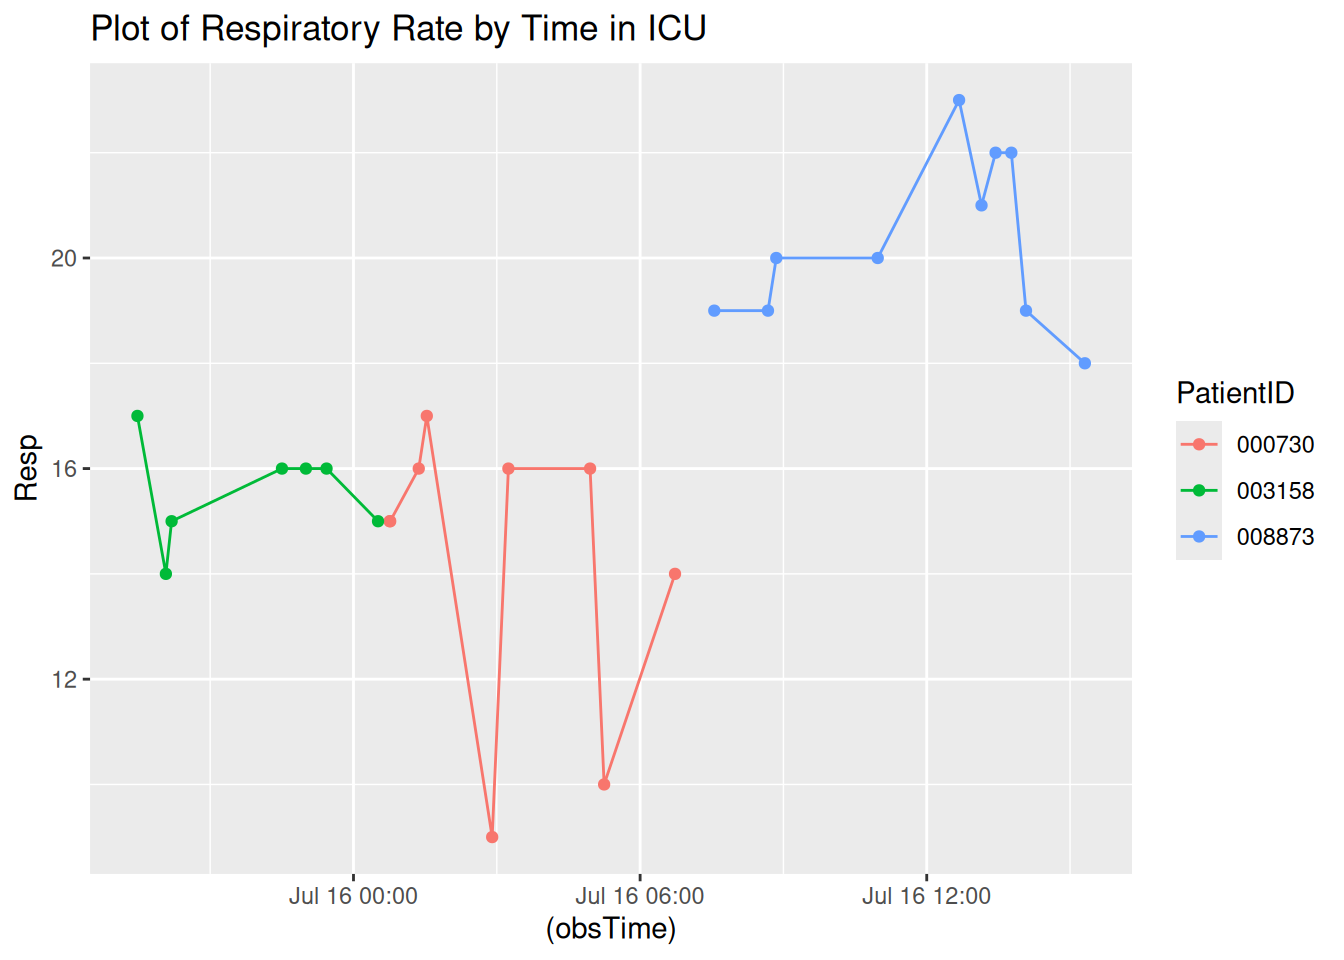 Plot of Respiratory Rate by Time in ICU
Resp
20
16
12
Jul 16 00:00
Jul 16 06:00
Jul 16 12:00
(obsTime)
PatientID
000730
003158
008873